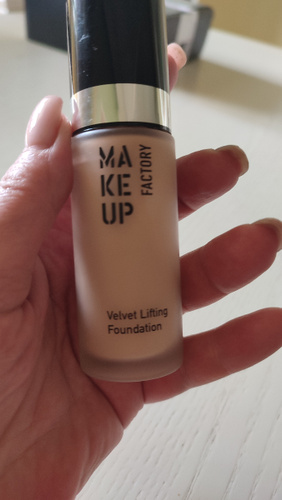 MA
KE
UP
FACTORY
Velvet Lifting
Foundation